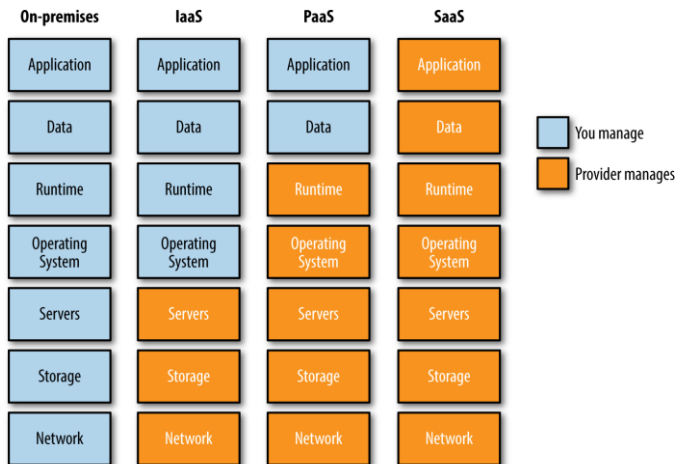 On-premises IaaS PaaS SaaS
Application Application Application Application
Data Data Data Data
You manage
Runtime Runtime Runtime Runtime
Provider manages
Operating Operating Operating Operating
System System System System
Servers Servers Servers Servers
Storage Storage Storage Storage
Network Network Network Network